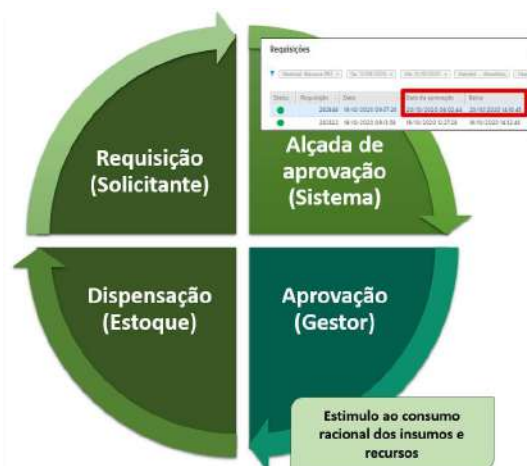 Requisições
Status Requisição Data Data da aprovação Baixa
Requisição
(Solicitante)
Alçada de
aprovação
(Sistema)
Dispensação
(Estoque)
Aprovação
(Gestor)
Estimulo ao consumo
racional dos insumos e
recursos